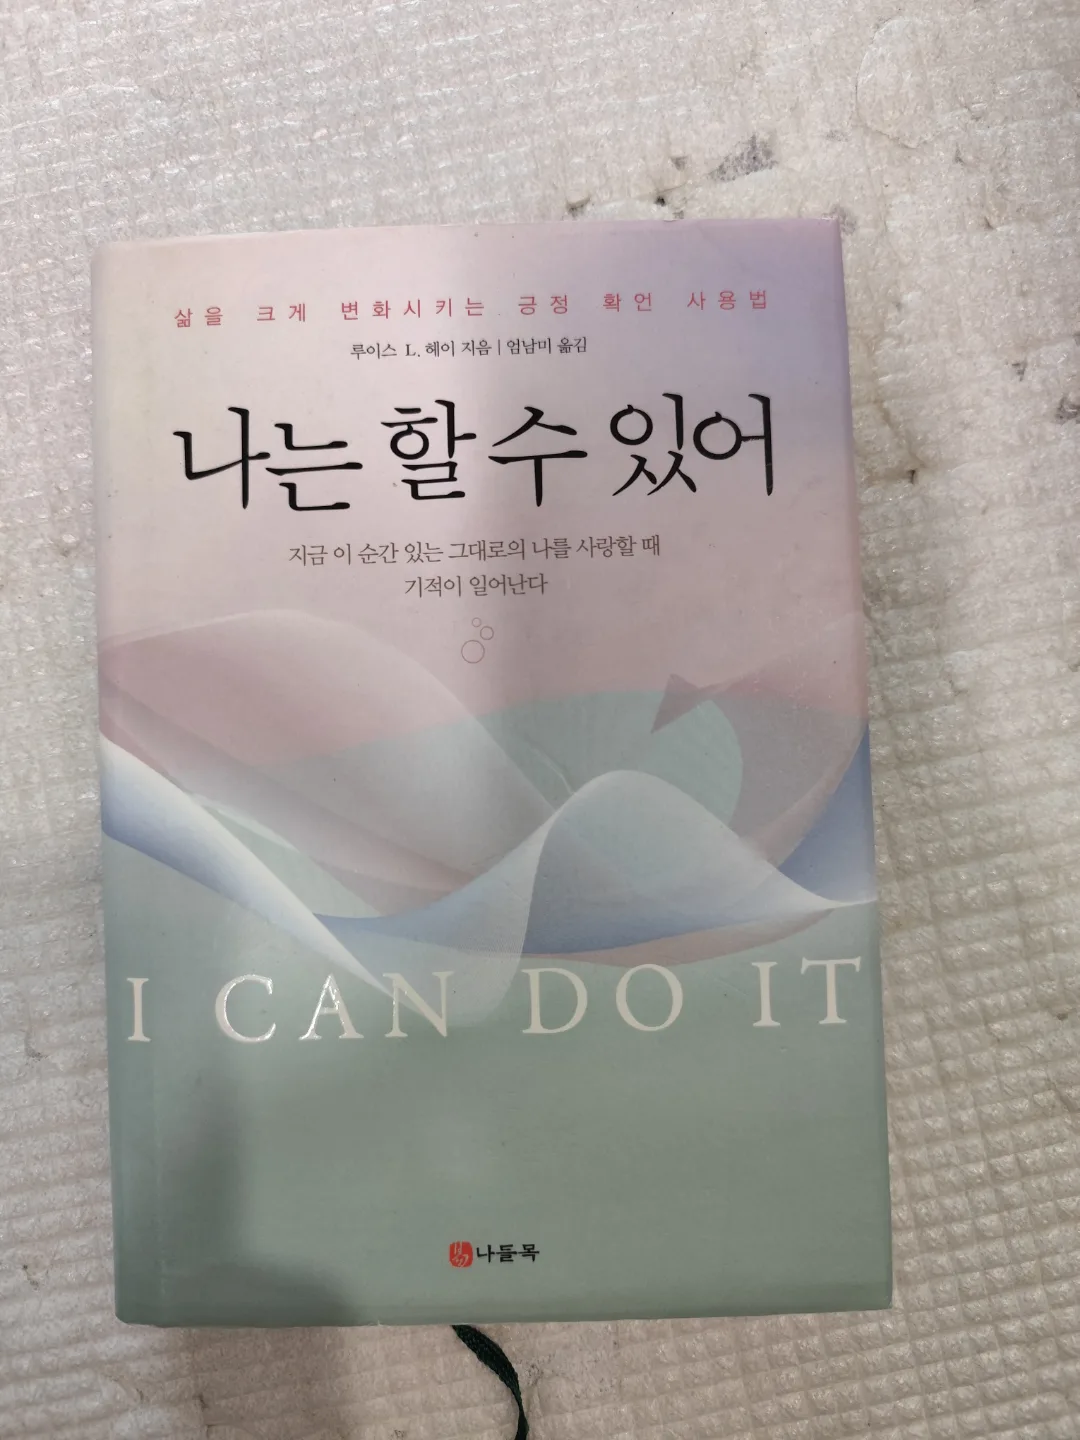 삶을 크게 변화시키는 긍정 확언 사용법
루이스 L. 헤이 지음 | 엄남미 옮김
나는 할 수 있어
지금 이 순간 있는 그대로의 나를 사랑할 때
기적이 일어난다
I CAN DO IT
나들목